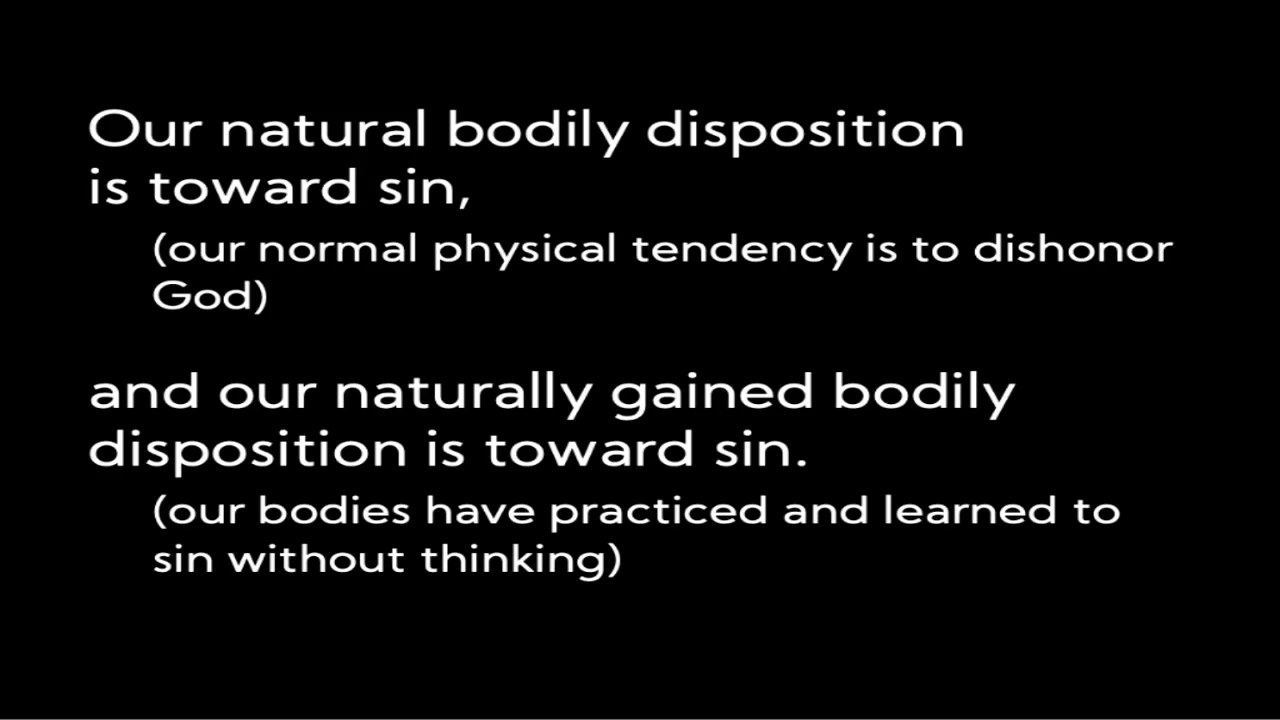 Our natural bodily disposition
is toward sin,
(our normal physical tendency is to dishonor
God)
and our naturally gained bodily
disposition is toward sin.
(our bodies have practiced and learned to
sin without thinking)